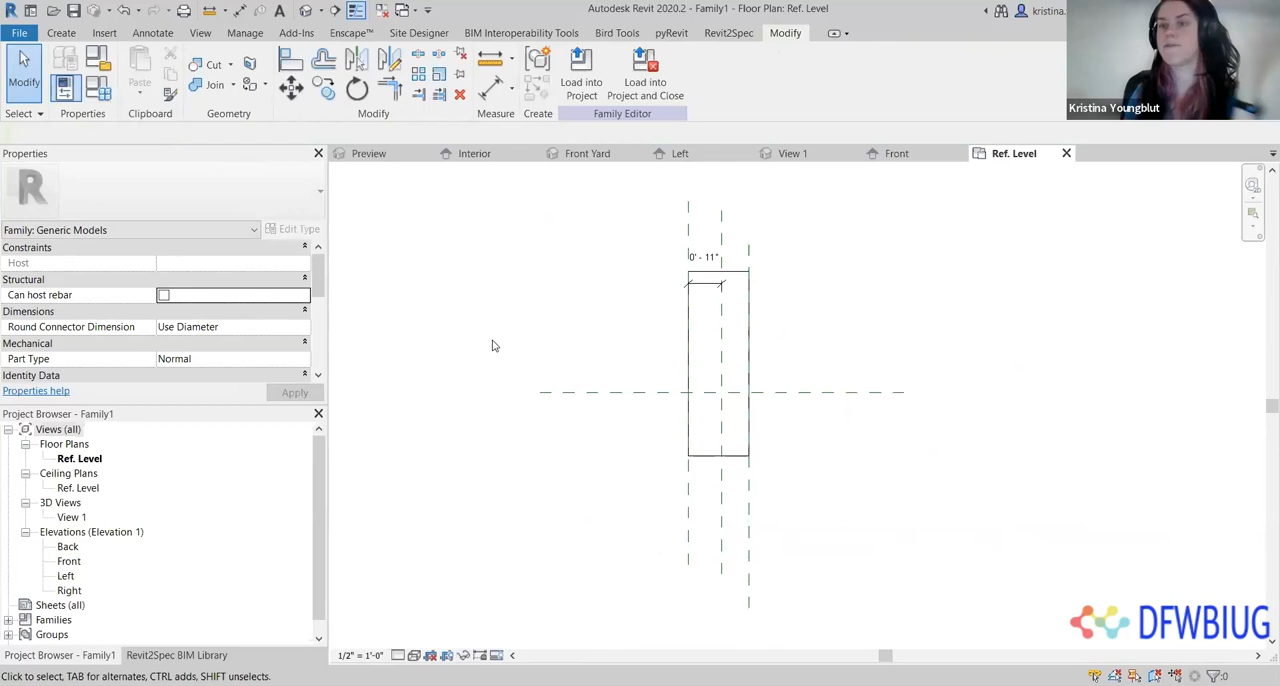 Autodesk Revit 2020.2 - Family1 - Floor Plan: Ref. Level
kristina.
File Create Insert Annotate View Manage Add-Ins Enscape™ Site Designer BIM Interoperability Tools Bird Tools pyRevit Revit2Spec Modify
Modify
Paste
Cut
Join
Load into
Project
Load into
Project and Close
Select Properties Clipboard Geometry Modify Measure Create Family Editor
Kristina Youngblut
Properties
Preview Interior Front Yard Left View 1 Front Ref. Level
R
Family: Generic Models
Edit Type
Constraints
Host
Structural
Can host rebar
Dimensions
Round Connector Dimension Use Diameter
Mechanical
Part Type Normal
Identity Data
Properties help
Apply
Project Browser - Family1
Views (all)
Floor Plans
Ref. Level
Ceiling Plans
Ref. Level
3D Views
View 1
Elevations (Elevation 1)
Back
Front
Left
Right
Sheets (all)
Families
Groups
Project Browser - Family1 Revit2Spec BIM Library
0' - 11"
DFWBIUG
1/2" = 1'-0"
Click to select, TAB for alternates, CTRL adds, SHIFT unselects.
:0